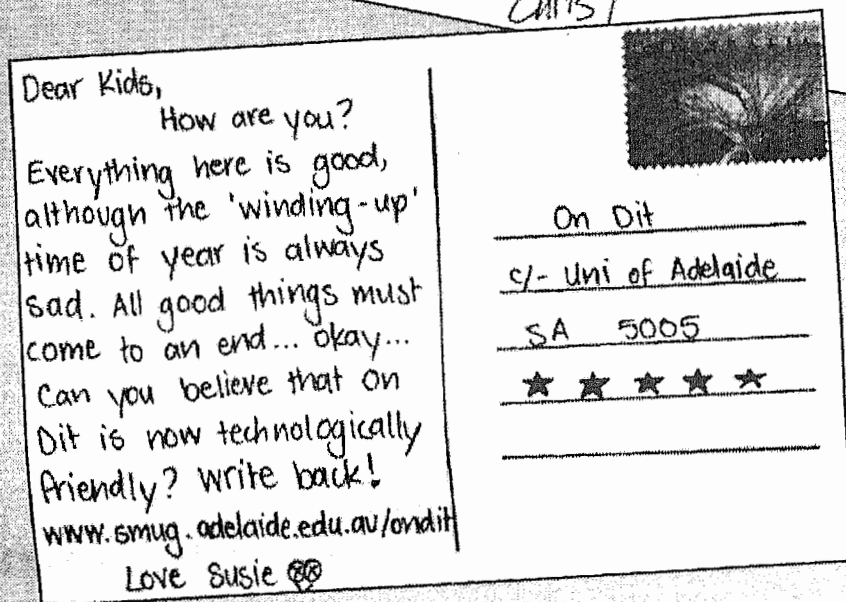 Chris
Dear Kids,
How are you?
Everything here is good,
although the 'winding-up'
time of year is always
sad. All good things must
come to an end... okay...
Can you believe that On
Dit is now technologically
friendly? Write back!
www.smug.adelaide.edu.au/ondit
Love Susie
On Dit
c/- Uni of Adelaide
SA 5005